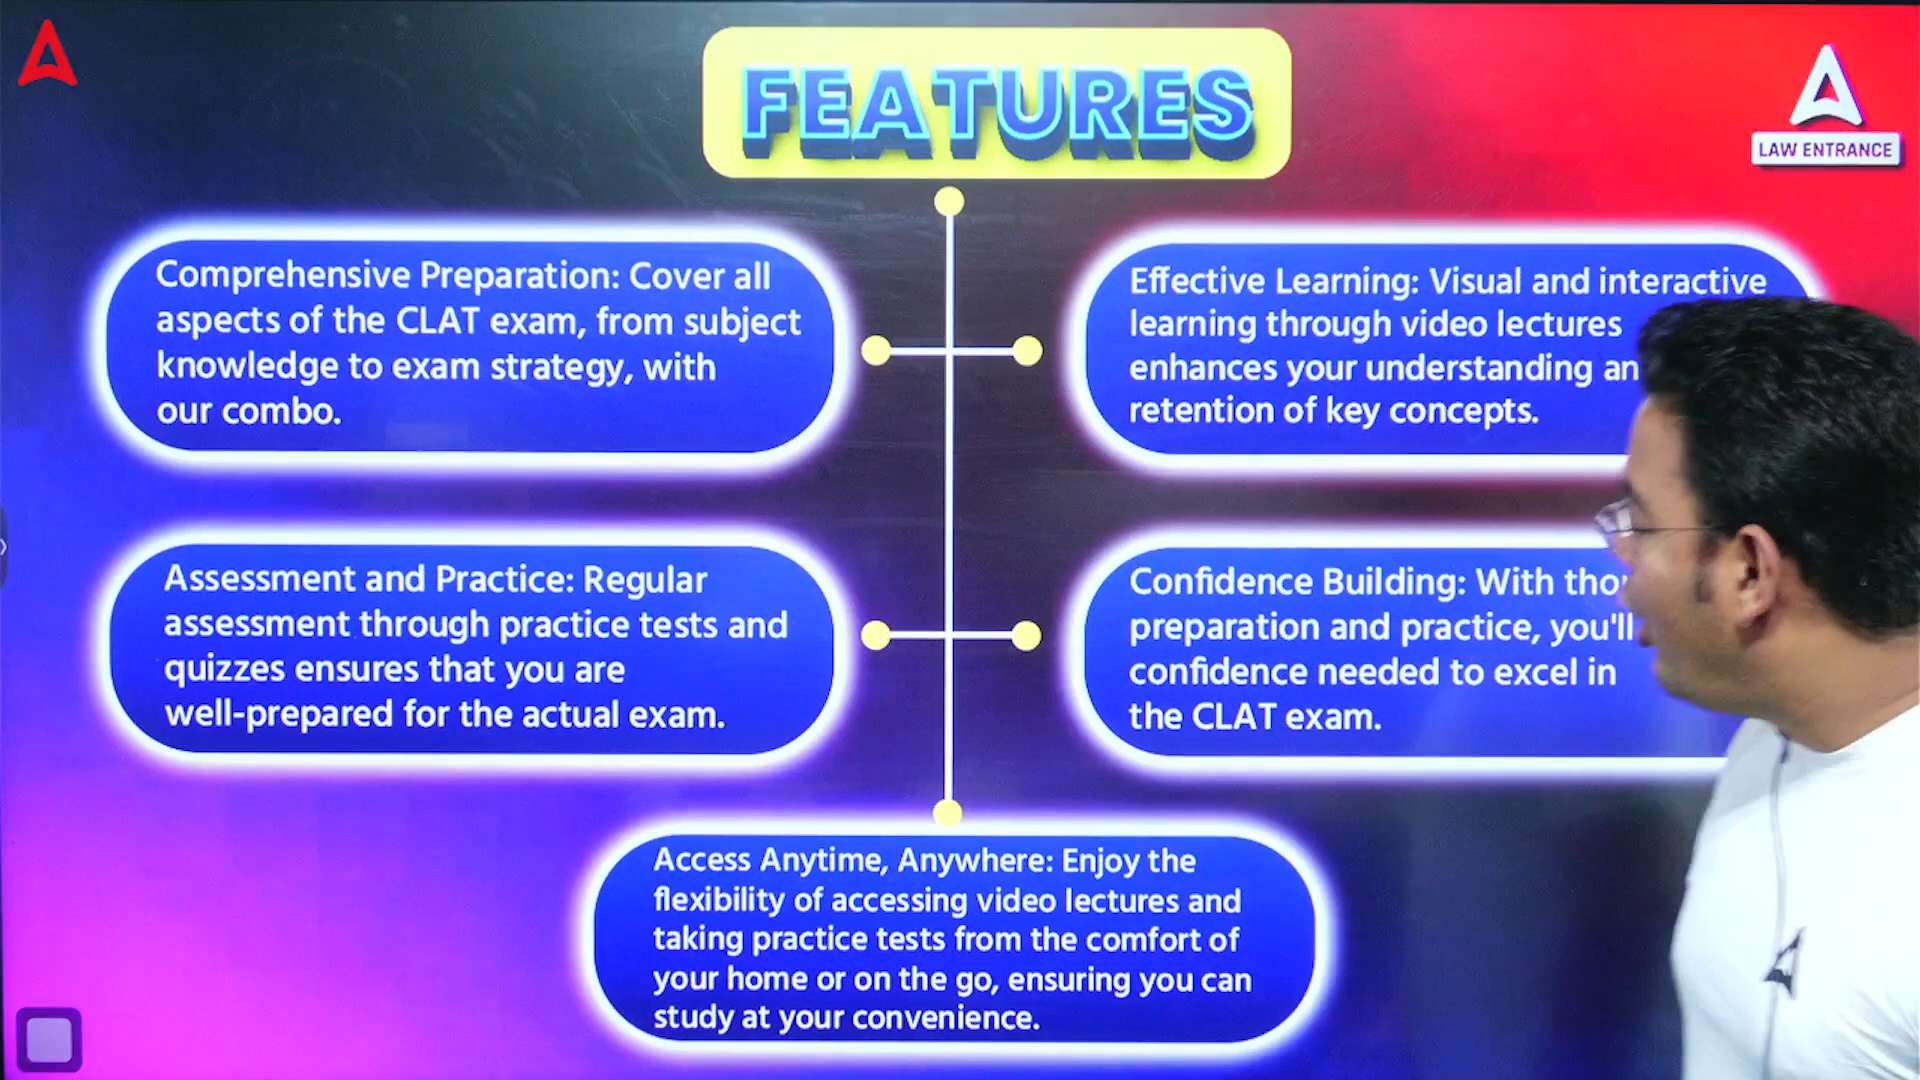 FEATURES
LAW ENTRANCE
Comprehensive Preparation: Cover all
aspects of the CLAT exam, from subject
knowledge to exam strategy, with
our combo.
Effective Learning: Visual and interactive
learning through video lectures
enhances your understanding
retention of key concepts.
Assessment and Practice: Regular
assessment through practice tests and
quizzes ensures that you are
well-prepared for the actual exam.
Confidence Building: With
preparation and practice, you'll
confidence needed to excel in
the CLAT exam.
Access Anytime, Anywhere: Enjoy the
flexibility of accessing video lectures and
taking practice tests from the comfort of
your home or on the go, ensuring you can
study at your convenience.